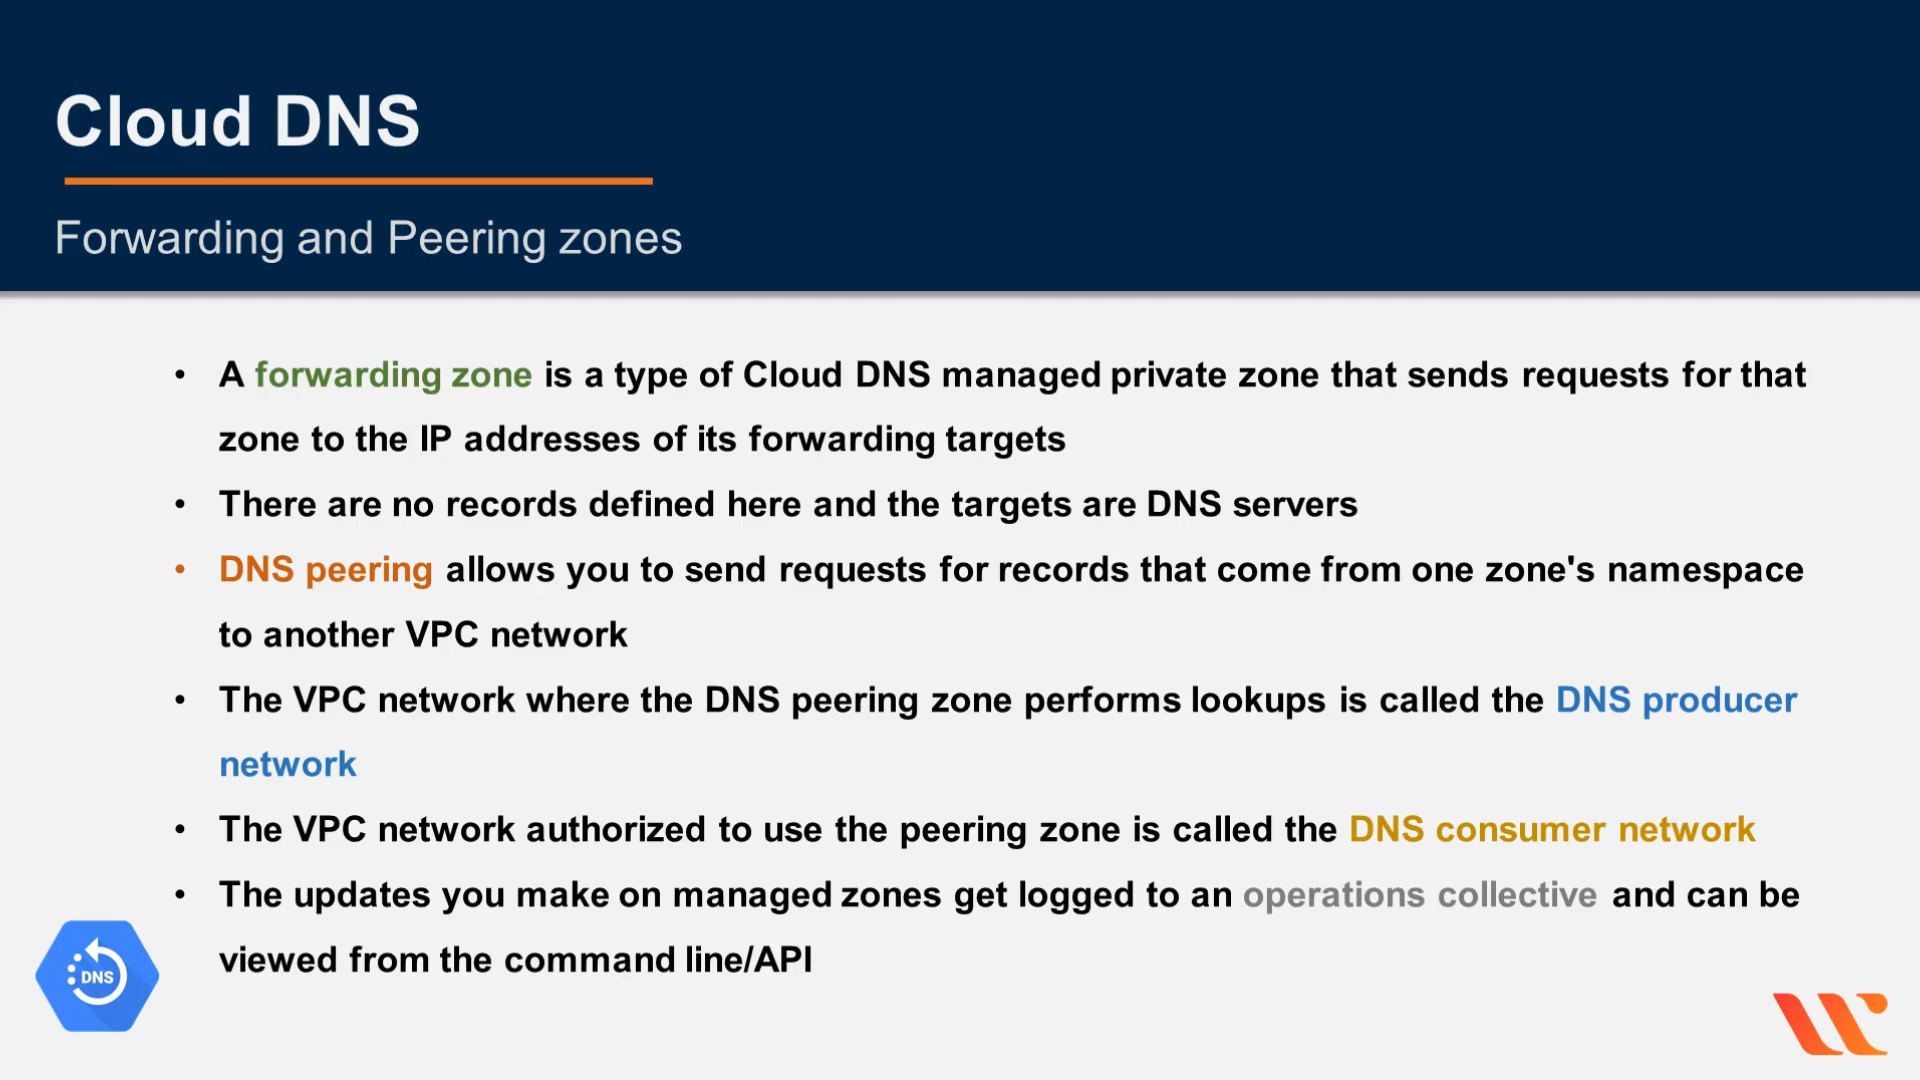 Cloud DNS
Forwarding and Peering zones
• A forwarding zone is a type of Cloud DNS managed private zone that sends requests for that
zone to the IP addresses of its forwarding targets
• There are no records defined here and the targets are DNS servers
• DNS peering allows you to send requests for records that come from one zone's namespace
to another VPC network
• The VPC network where the DNS peering zone performs lookups is called the DNS producer
network
• The VPC network authorized to use the peering zone is called the DNS consumer network
• The updates you make on managed zones get logged to an operations collective and can be
viewed from the command line/API
DNS